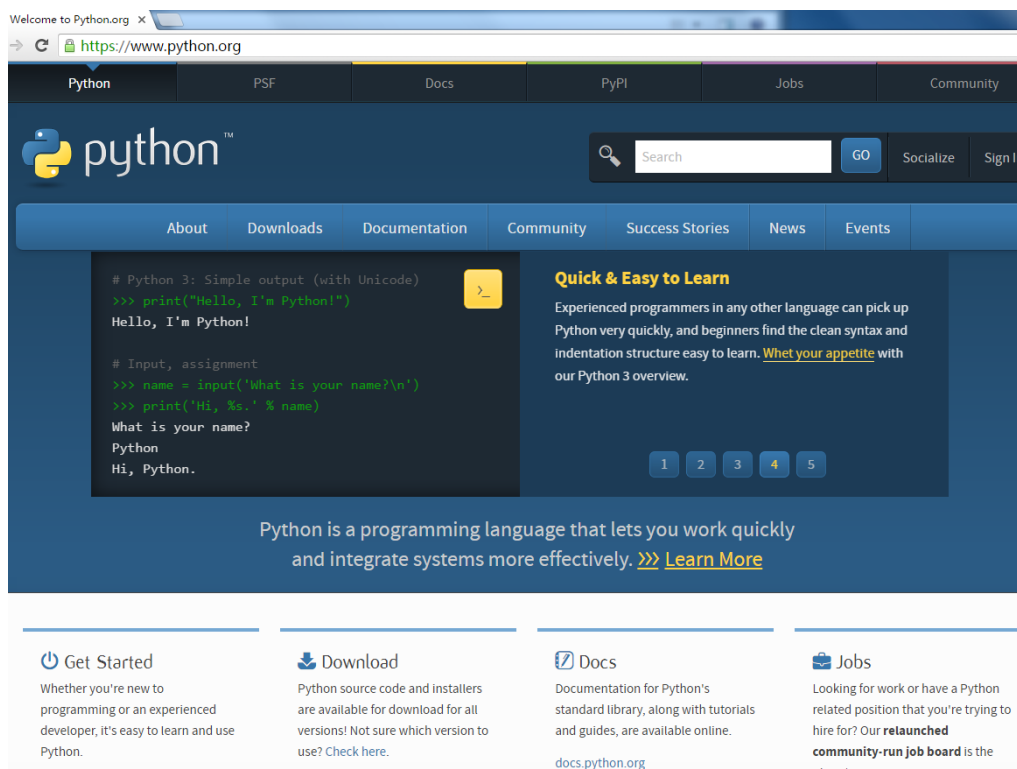 Welcome to Python.org
https://www.python.org
Python
PSF
Docs
PyPI
Jobs
Community
python™
Search
GO
Socialize
Sign I
About
Downloads
Documentation
Community
Success Stories
News
Events
# Python 3: Simple output (with Unicode)
>>> print("Hello, I'm Python!")
Hello, I'm Python!
# Input, assignment
>>> name = input('What is your name?\n')
>>> print('Hi, %s.' % name)
What is your name?
Python
Hi, Python.
>_
Quick & Easy to Learn
Experienced programmers in any other language can pick up
Python very quickly, and beginners find the clean syntax and
indentation structure easy to learn. Whet your appetite with
our Python 3 overview.
1
2
3
4
5
Python is a programming language that lets you work quickly
and integrate systems more effectively. >>> Learn More
Get Started
Whether you're new to
programming or an experienced
developer, it's easy to learn and use
Python.
Download
Python source code and installers
are available for download for all
versions! Not sure which version to
use? Check here.
Docs
Documentation for Python's
standard library, along with tutorials
and guides, are available online.
docs.python.org
Jobs
Looking for work or have a Python
related position that you're trying to
hire for? Our relaunched
community-run job board is the